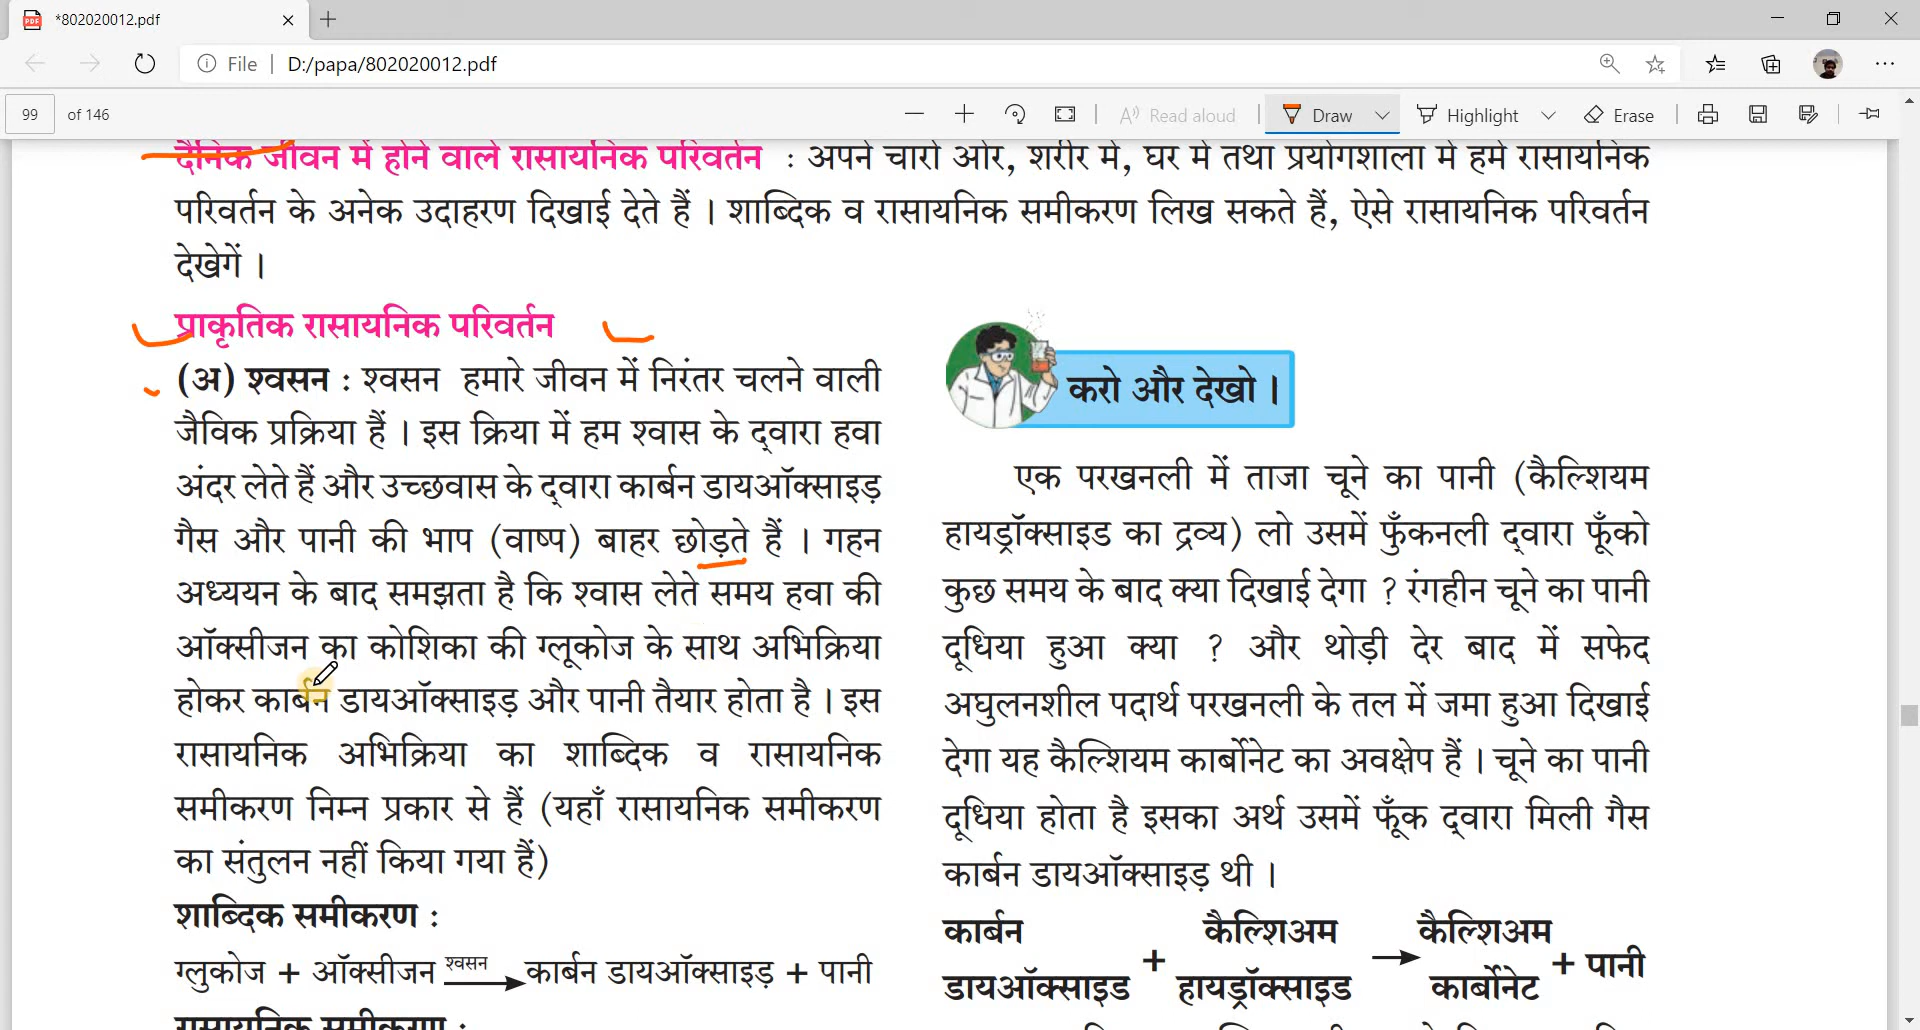 *802020012.pdf
File
D:/papa/802020012.pdf
99 of 146
Read aloud
Draw
Highlight
Erase
दैनिक जीवन में होने वाले रासायनिक परिवर्तन : अपने चारों ओर, शरीर में, घर में तथा प्रयोगशाला में हमें रासायनिक
परिवर्तन के अनेक उदाहरण दिखाई देते हैं । शाब्दिक व रासायनिक समीकरण लिख सकते हैं, ऐसे रासायनिक परिवर्तन
देखेगें ।
प्राकृतिक रासायनिक परिवर्तन
(अ) श्वसन : श्वसन हमारे जीवन में निरंतर चलने वाली
जैविक प्रक्रिया हैं । इस क्रिया में हम श्वास के द्‌वारा हवा
अंदर लेते हैं और उच्छवास के द्‌वारा कार्बन डायऑक्साइड़
गैस और पानी की भाप (वाष्प) बाहर छोड़ते हैं । गहन
अध्ययन के बाद समझता है कि श्वास लेते समय हवा की
ऑक्सीजन का कोशिका की ग्लूकोज के साथ अभिक्रिया
होकर कार्बन डायऑक्साइड़ और पानी तैयार होता है । इस
रासायनिक अभिक्रिया का शाब्दिक व रासायनिक
समीकरण निम्न प्रकार से हैं (यहाँ रासायनिक समीकरण
का संतुलन नहीं किया गया हैं)
शाब्दिक समीकरण :
ग्लुकोज + ऑक्सीजन श्वसन → कार्बन डायऑक्साइड़ + पानी
रासायनिक समीकरण :
करो और देखो ।
एक परखनली में ताजा चूने का पानी (कैल्शियम
हायड्रॉक्साइड का द्रव्य) लो उसमें फुँकनली द्‌वारा फूँको
कुछ समय के बाद क्या दिखाई देगा ? रंगहीन चूने का पानी
दूधिया हुआ क्या ? और थोड़ी देर बाद में सफेद
अघुलनशील पदार्थ परखनली के तल में जमा हुआ दिखाई
देगा यह कैल्शियम कार्बोनेट का अवक्षेप हैं । चूने का पानी
दूधिया होता है इसका अर्थ उसमें फूँक द्‌वारा मिली गैस
कार्बन डायऑक्साइड़ थी ।
कार्बन कैल्शिअम कैल्शिअम
+ → + पानी
डायऑक्साइड हायड्रॉक्साइड कार्बोनेट